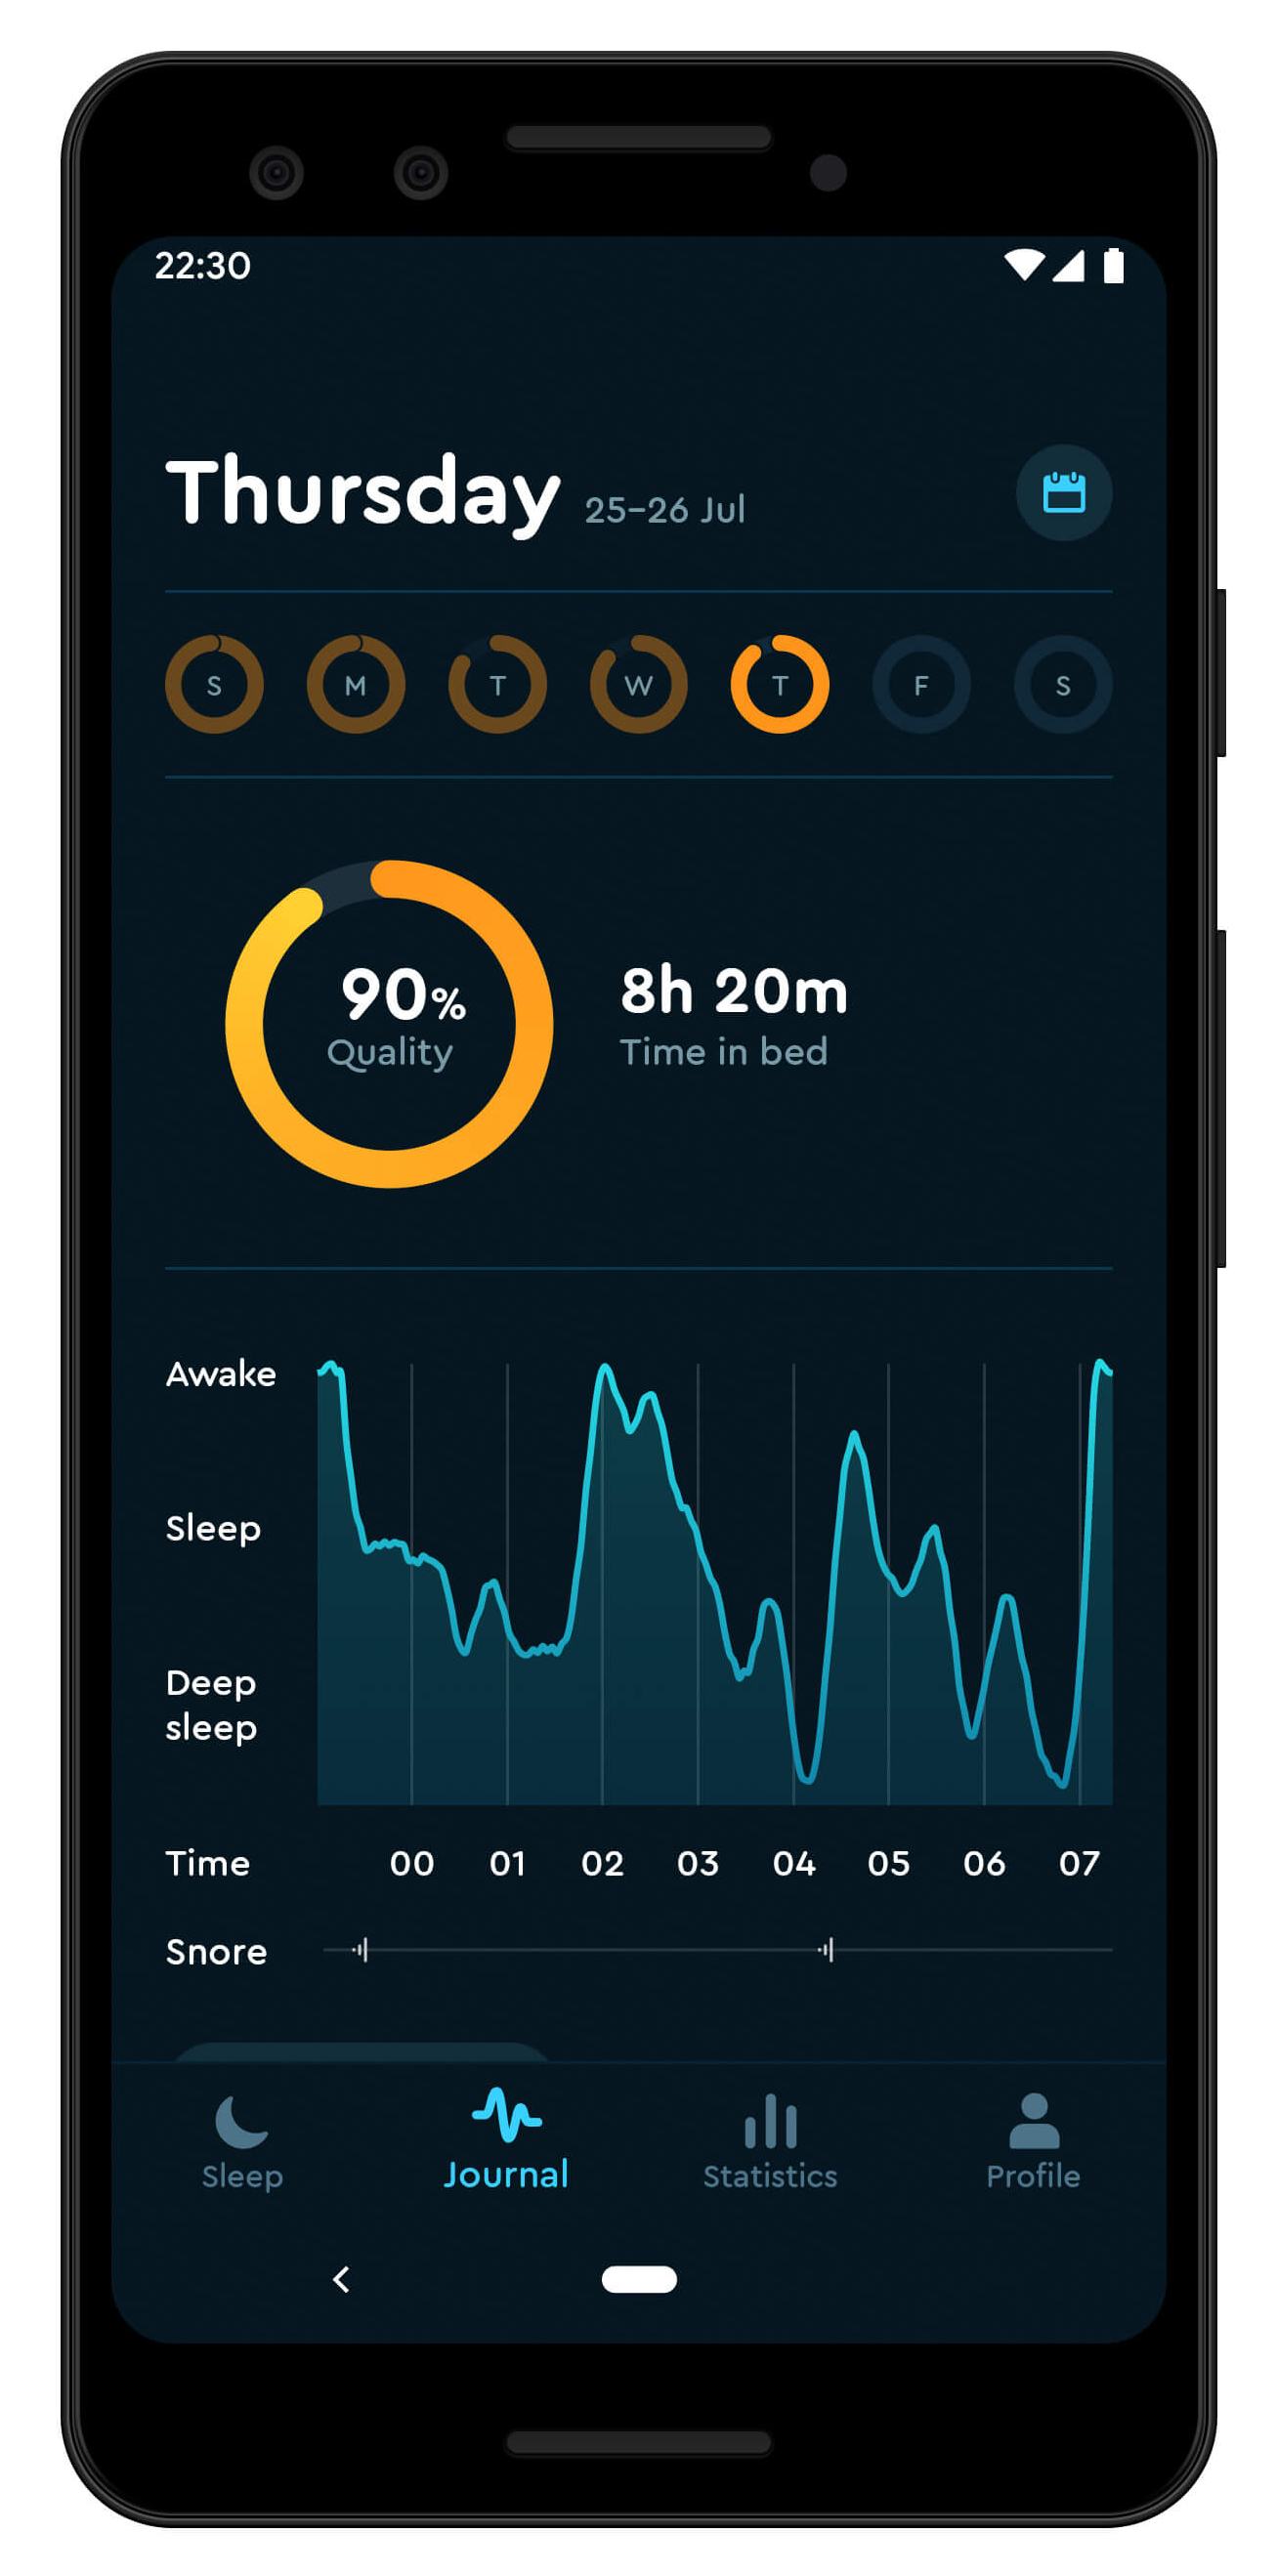 22:30
Thursday 25–26 Jul
S M T W T F S
90% 8h 20m
Quality Time in bed
Awake
Sleep
Deep
sleep
Time 00 01 02 03 04 05 06 07
Snore
Sleep Journal Statistics Profile